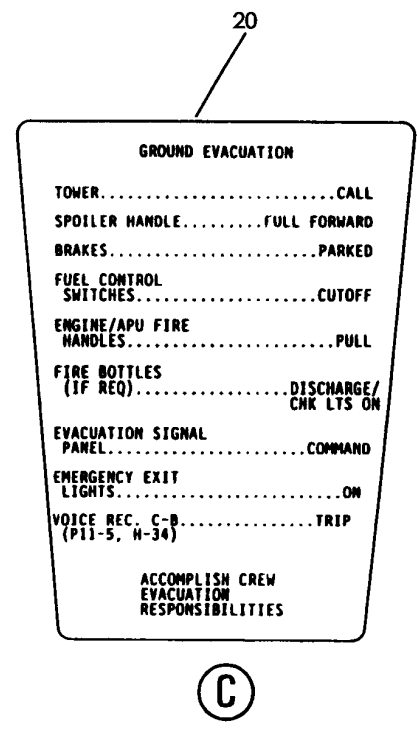 20
GROUND EVACUATION
TOWER............................CALL
SPOILER HANDLE.........FULL FORWARD
BRAKES.........................PARKED
FUEL CONTROL
SWITCHES......................CUTOFF
ENGINE/APU FIRE
HANDLES.........................PULL
FIRE BOTTLES
(IF REQ)..................DISCHARGE/
CHK LTS ON
EVACUATION SIGNAL
PANEL........................COMMAND
EMERGENCY EXIT
LIGHTS...........................ON
VOICE REC. C-B................TRIP
(P11-5, H-34)
ACCOMPLISH CREW
EVACUATION
RESPONSIBILITIES
C